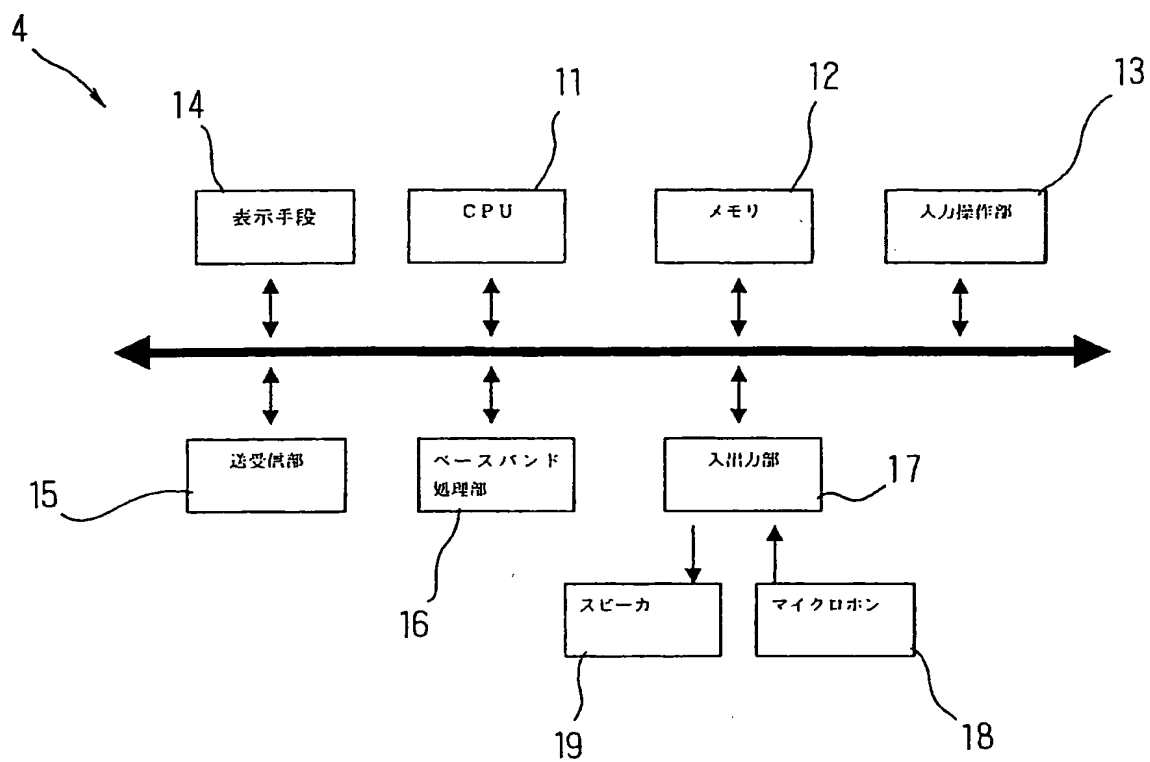 4
14
11
12
13
表示手段
CPU
メモリ
入力操作部
送受信部
ベースバンド
処理部
入出力部
15
16
17
スピーカ
マイクロホン
19
18